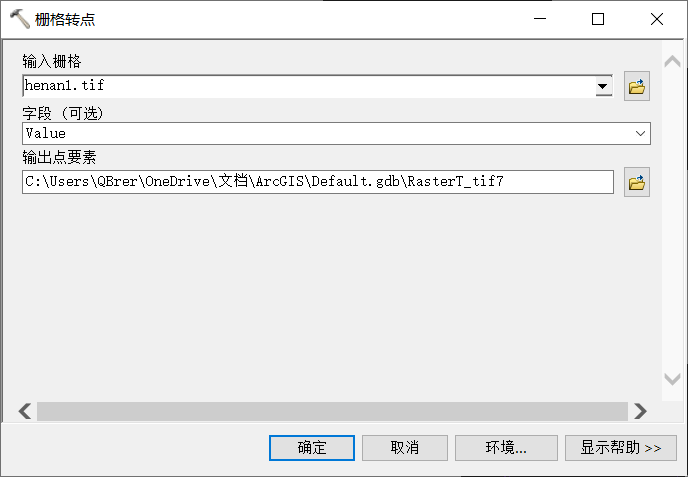 栅格转点
输入栅格
henan1.tif
字段 (可选)
Value
输出点要素
C:\Users\QBrer\OneDrive\文档\ArcGIS\Default.gdb\RasterT_tif7
确定
取消
环境...
显示帮助 >>